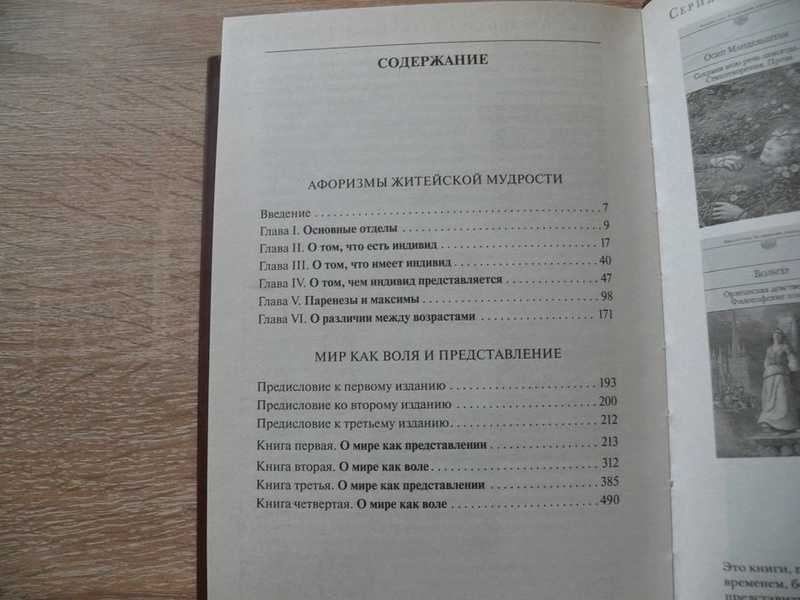 СОДЕРЖАНИЕ
АФОРИЗМЫ ЖИТЕЙСКОЙ МУДРОСТИ
Введение . . . . . . . . . . . . . . . . . . . . . . . . . . . . . . . . 7
Глава I. Основные отделы . . . . . . . . . . . . . . . . . . . . . . 9
Глава II. О том, что есть индивид . . . . . . . . . . . . . . . . . 17
Глава III. О том, что имеет индивид . . . . . . . . . . . . . . . 40
Глава IV. О том, чем индивид представляется . . . . . . . . . . 47
Глава V. Паренезы и максимы . . . . . . . . . . . . . . . . . . . 98
Глава VI. О различии между возрастами . . . . . . . . . . . . 171
МИР КАК ВОЛЯ И ПРЕДСТАВЛЕНИЕ
Предисловие к первому изданию . . . . . . . . . . . . . . . . 193
Предисловие ко второму изданию . . . . . . . . . . . . . . . 200
Предисловие к третьему изданию . . . . . . . . . . . . . . . . 212
Книга первая. О мире как представлении . . . . . . . . . . . 213
Книга вторая. О мире как воле . . . . . . . . . . . . . . . . . . 312
Книга третья. О мире как представлении . . . . . . . . . . . 385
Книга четвертая. О мире как воле . . . . . . . . . . . . . . . . 490
Осип Мандельштам
Стихотворения. Проза
Вольтер
Это книги,
временем,